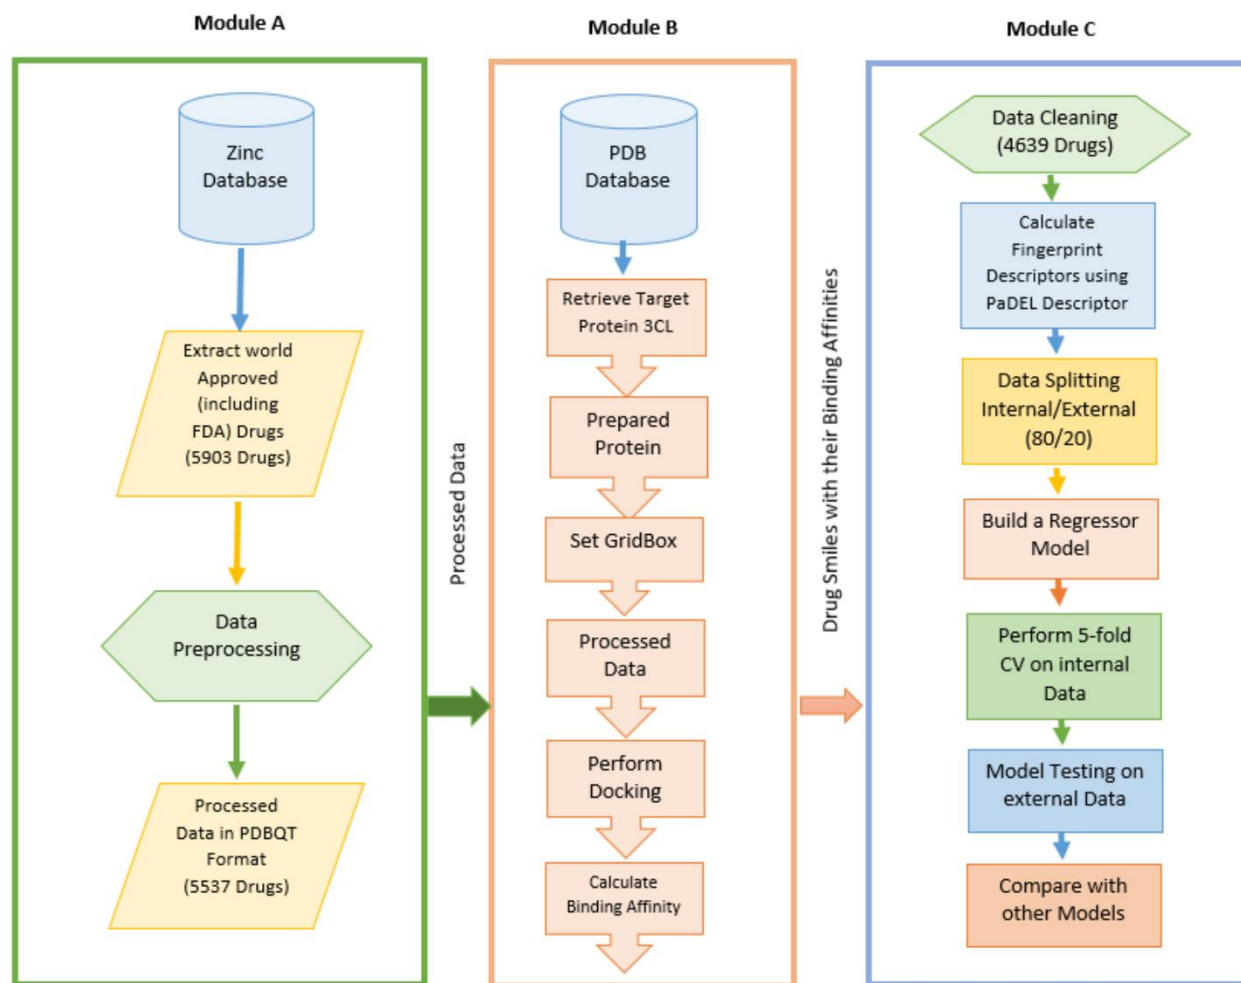 Module A
Zinc
Database
Extract world
Approved
(including
FDA) Drugs
(5903 Drugs)
Data
Preprocessing
Processed
Data in PDBQT
Format
(5537 Drugs)
Processed Data
Module B
PDB
Database
Retrieve Target
Protein 3CL
Prepared
Protein
Set GridBox
Processed
Data
Perform
Docking
Calculate
Binding Affinity
Drug Smiles with their Binding Affinities
Module C
Data Cleaning
(4639 Drugs)
Calculate
Fingerprint
Descriptors using
PaDEL Descriptor
Data Splitting
Internal/External
(80/20)
Build a Regressor
Model
Perform 5-fold
CV on internal
Data
Model Testing on
external Data
Compare with
other Models